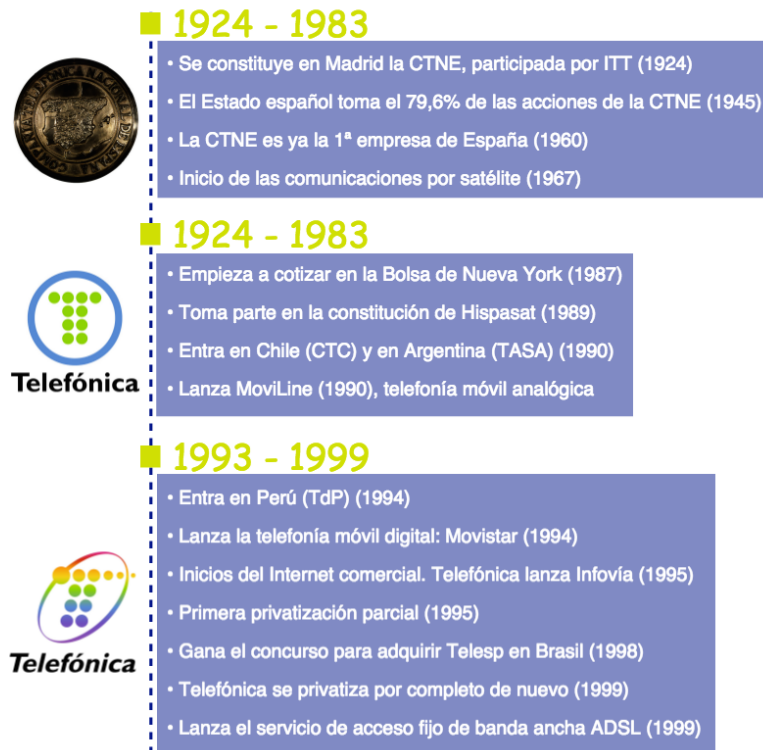 1924 - 1983
• Se constituye en Madrid la CTNE, participada por ITT (1924)
• El Estado español toma el 79,6% de las acciones de la CTNE (1945)
• La CTNE es ya la 1ª empresa de España (1960)
• Inicio de las comunicaciones por satélite (1967)
1924 - 1983
• Empieza a cotizar en la Bolsa de Nueva York (1987)
• Toma parte en la constitución de Hispasat (1989)
• Entra en Chile (CTC) y en Argentina (TASA) (1990)
• Lanza MoviLine (1990), telefonía móvil analógica
Telefónica
1993 - 1999
• Entra en Perú (TdP) (1994)
• Lanza la telefonía móvil digital: Movistar (1994)
• Inicios del Internet comercial. Telefónica lanza Infovía (1995)
• Primera privatización parcial (1995)
• Gana el concurso para adquirir Telesp en Brasil (1998)
• Telefónica se privatiza por completo de nuevo (1999)
• Lanza el servicio de acceso fijo de banda ancha ADSL (1999)
Telefónica